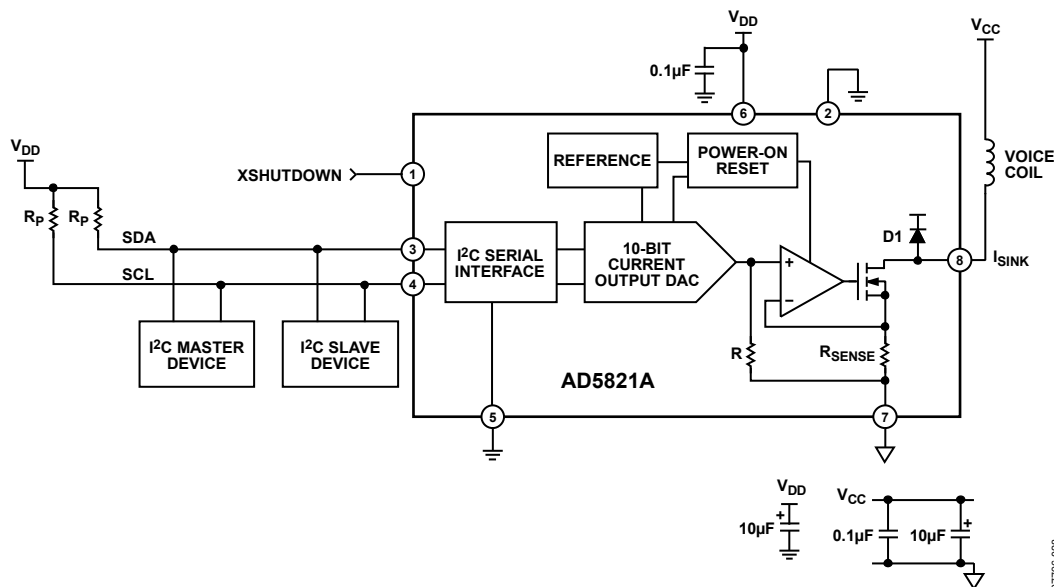 VDD
VCC
0.1µF
6
2
VDD
REFERENCE
POWER-ON
RESET
VOICE
COIL
XSHUTDOWN
1
RP
RP
SDA
3
I2C SERIAL
INTERFACE
10-BIT
CURRENT
OUTPUT DAC
D1
8
ISINK
SCL
4
+
–
I2C MASTER
DEVICE
I2C SLAVE
DEVICE
R
RSENSE
AD5821A
5
7
VDD
+
10µF
VCC
0.1µF
10µF
+